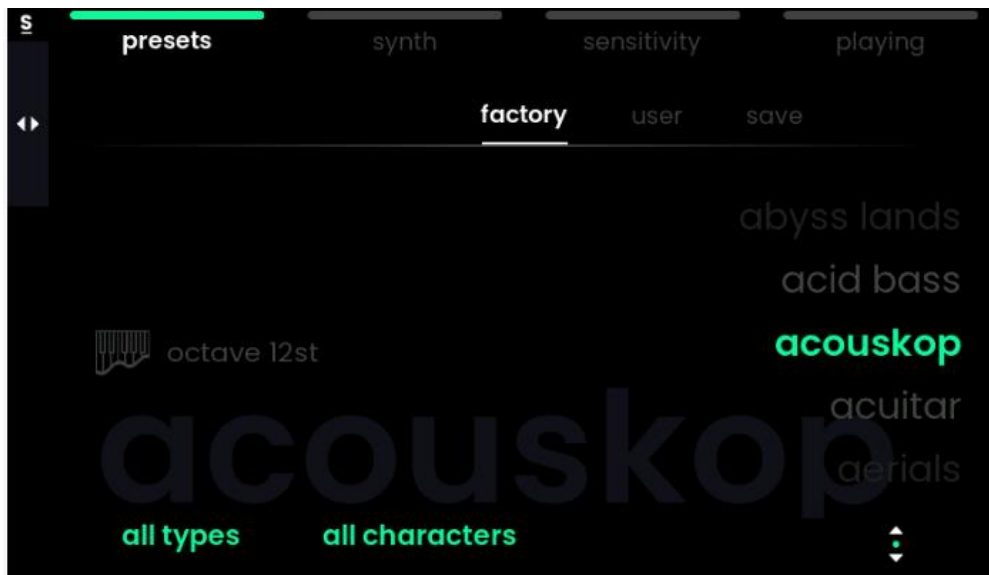 S
presets synth sensitivity playing
factory user save
abyss lands
acid bass
octave 12st
acouskop
acuitar
aerials
acouskop
all types all characters